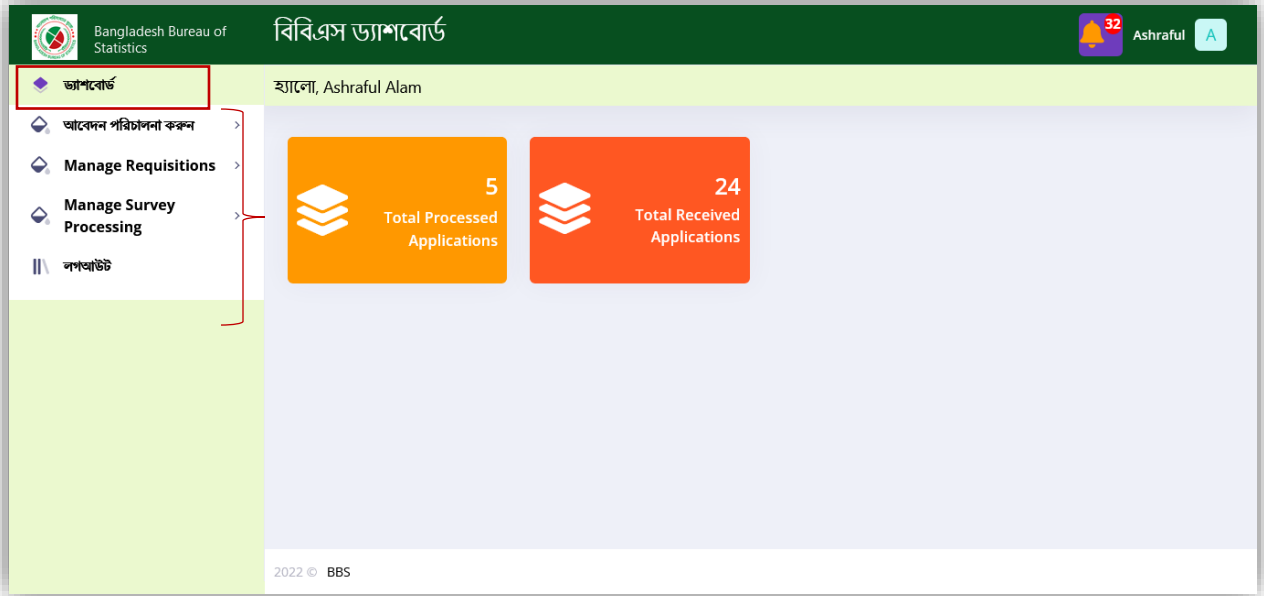 Bangladesh Bureau of
Statistics
বিবিএস ড্যাশবোর্ড
32
Ashraful
A
ড্যাশবোর্ড
হ্যালো, Ashraful Alam
আবেদন পরিচালনা করুন
Manage Requisitions
Manage Survey
Processing
লগআউট
5
Total Processed
Applications
24
Total Received
Applications
2022 © BBS